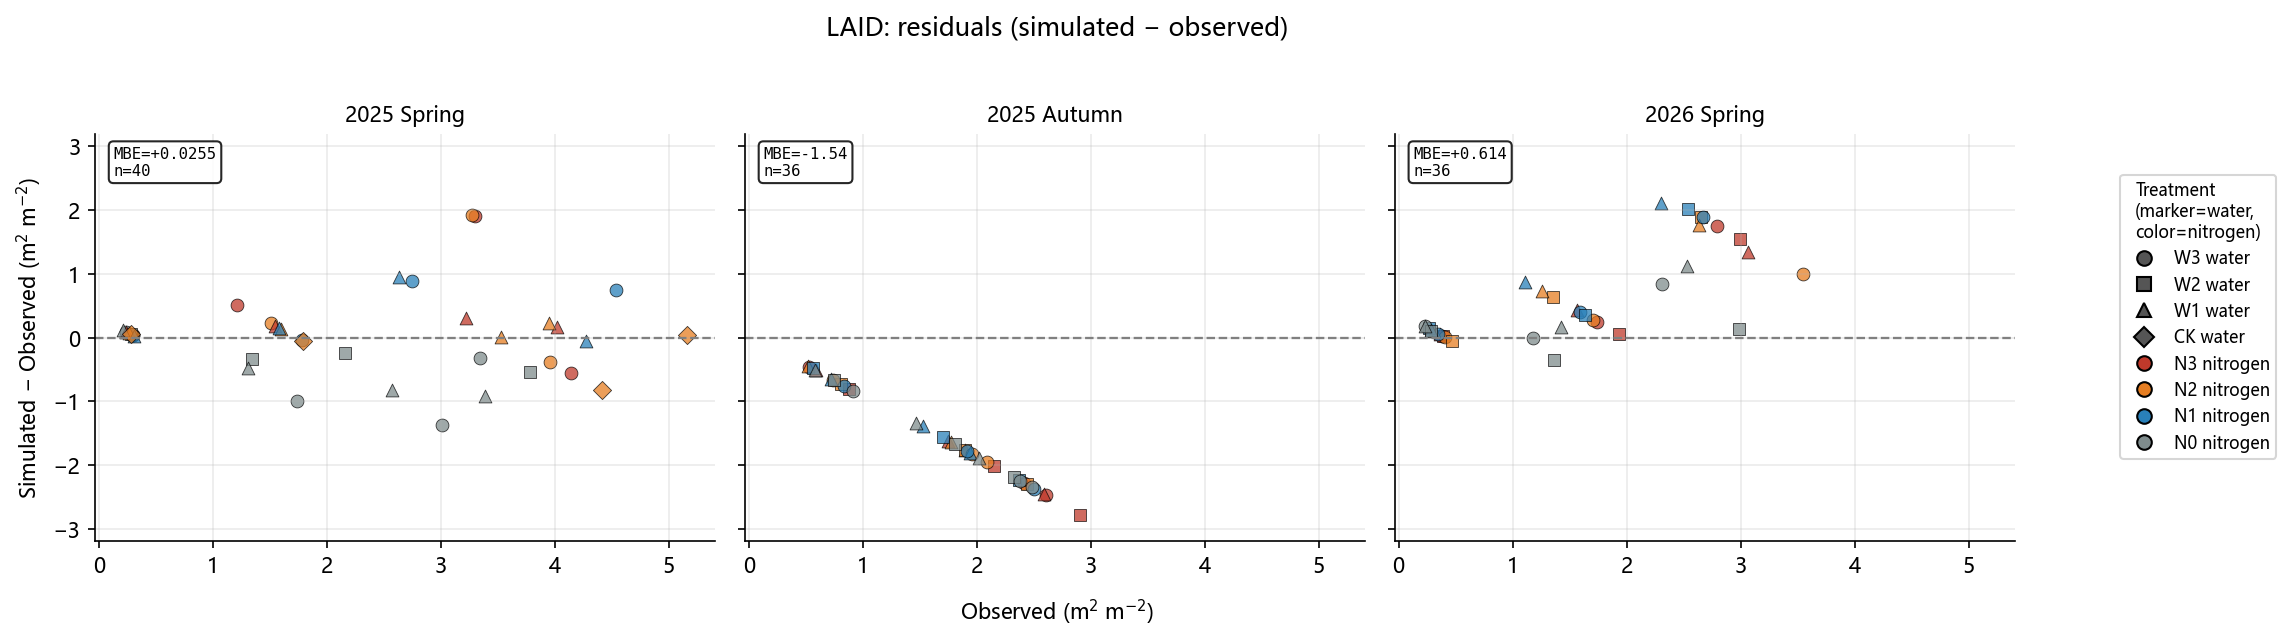 LAID: residuals (simulated − observed)
2025 Spring
2025 Autumn
2026 Spring
MBE=+0.0255
n=40
MBE=-1.54
n=36
MBE=+0.614
n=36
Simulated − Observed (m² m⁻²)
3
2
1
0
−1
−2
−3
0 1 2 3 4 5
0 1 2 3 4 5
0 1 2 3 4 5
Observed (m² m⁻²)
Treatment
(marker=water,
color=nitrogen)
W3 water
W2 water
W1 water
CK water
N3 nitrogen
N2 nitrogen
N1 nitrogen
N0 nitrogen